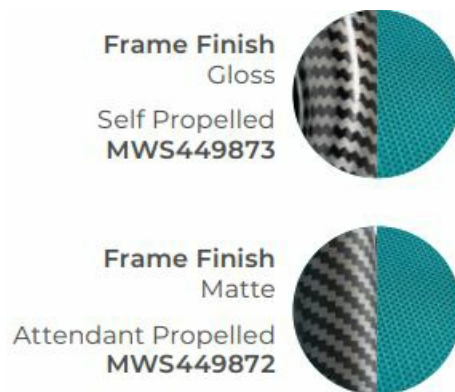 Frame Finish
Gloss
Self Propelled
MWS449873
Frame Finish
Matte
Attendant Propelled
MWS449872